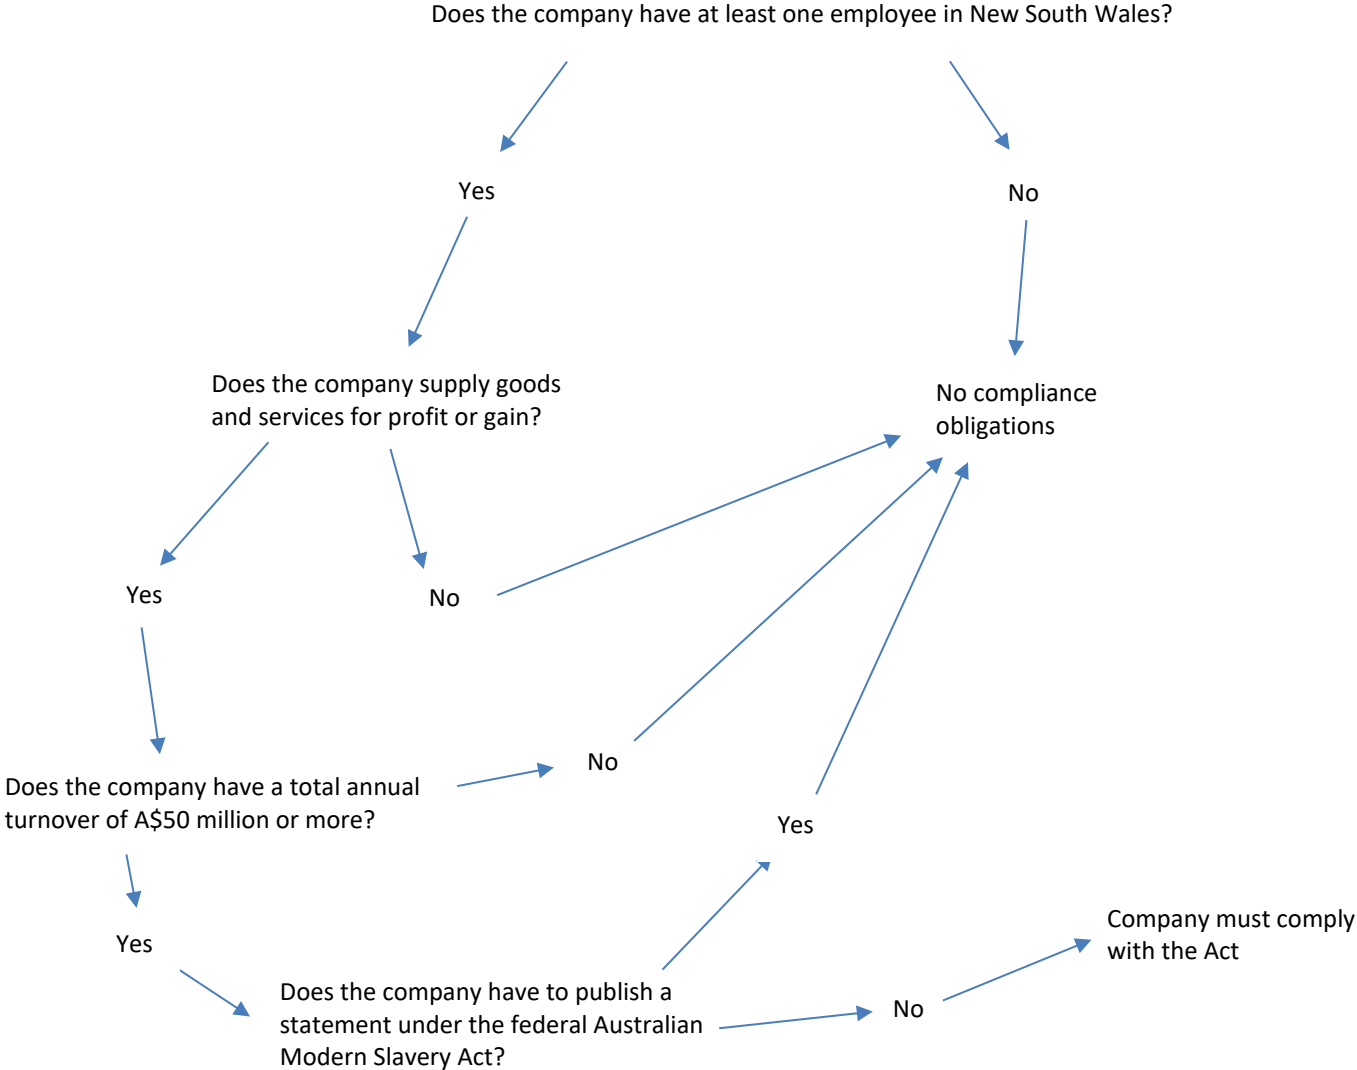 Does the company have at least one employee in New South Wales?
Yes
No
Does the company supply goods
and services for profit or gain?
No compliance
obligations
Yes
No
Does the company have a total annual
turnover of A$50 million or more?
No
Yes
Yes
Company must comply
with the Act
Does the company have to publish a
statement under the federal Australian
Modern Slavery Act?
No